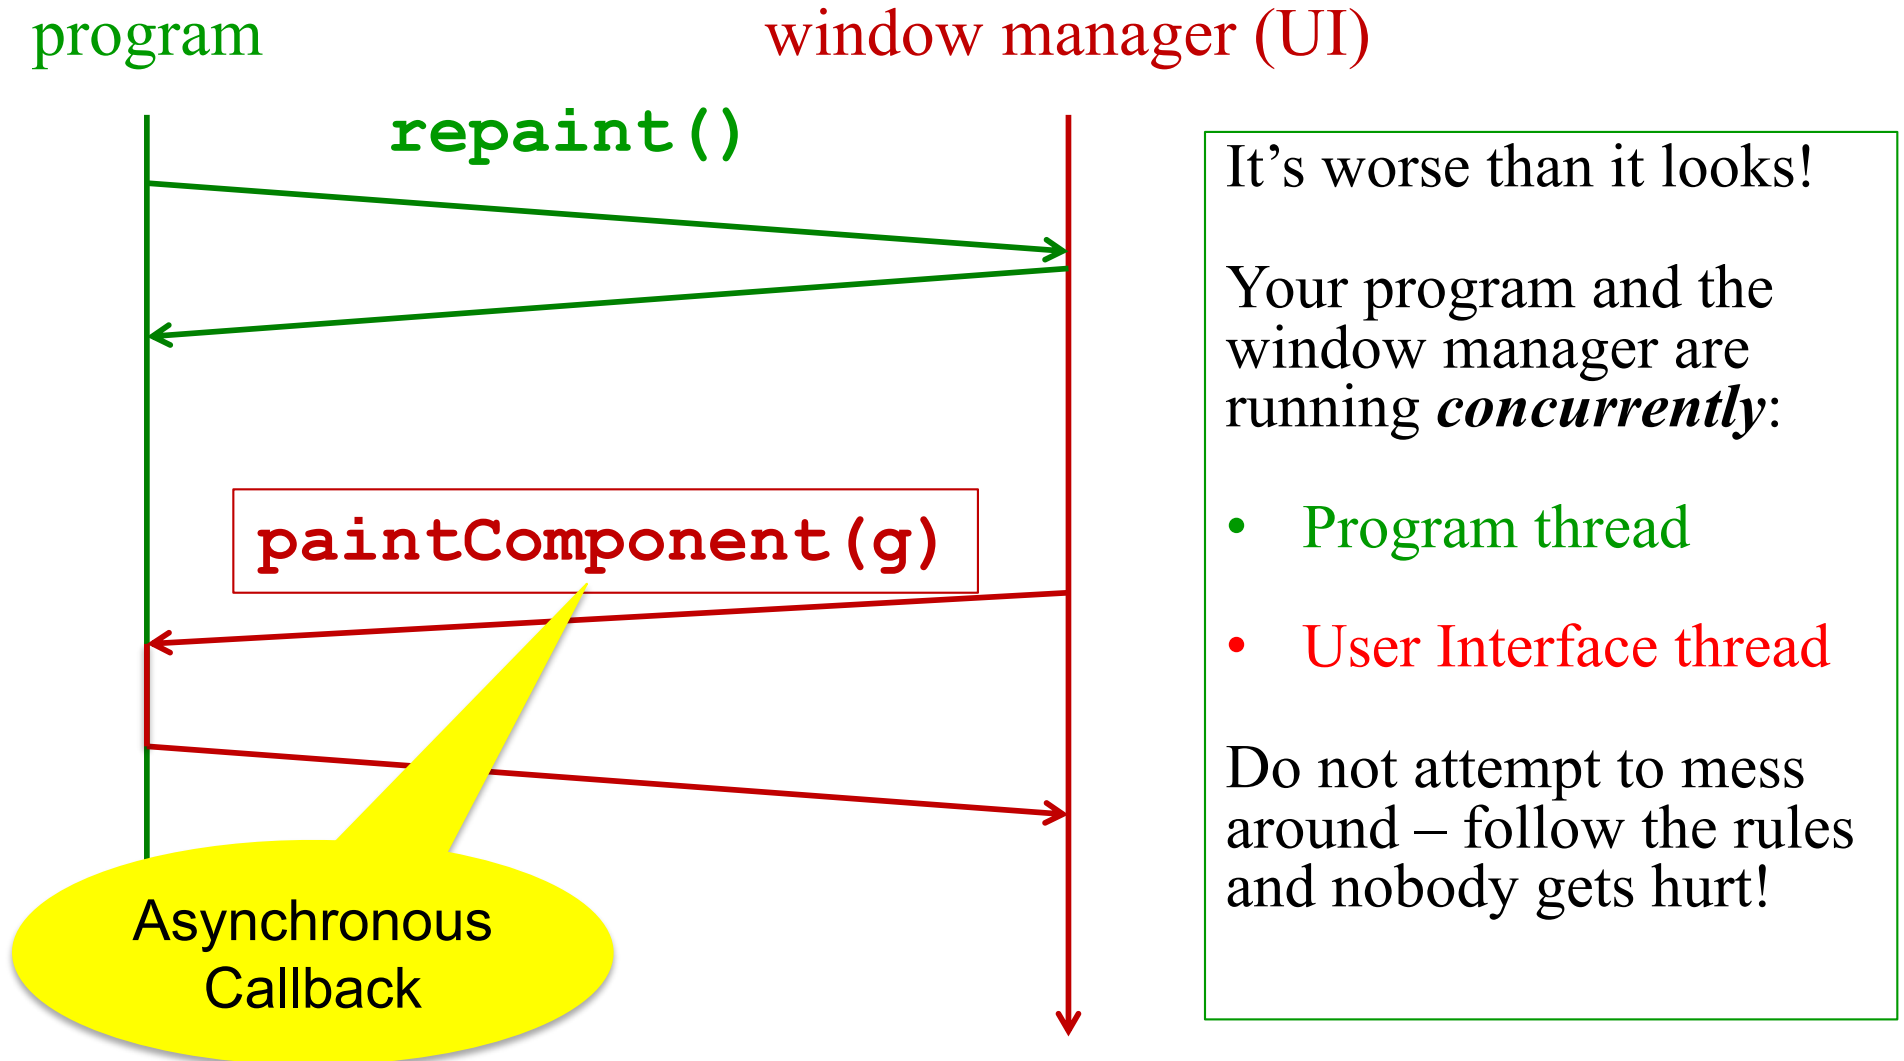 program
window manager (UI)
repaint()
paintComponent(g)
Asynchronous
Callback
It’s worse than it looks!
Your program and the
window manager are
running concurrently:
• Program thread
• User Interface thread
Do not attempt to mess
around – follow the rules
and nobody gets hurt!